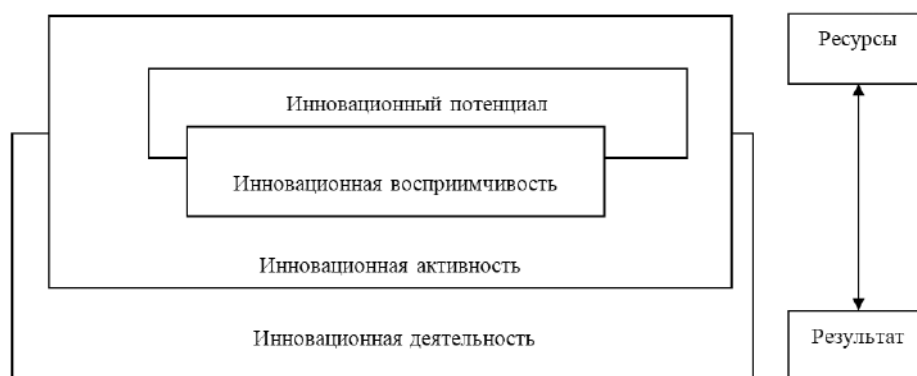 Ресурсы
Инновационный потенциал
Инновационная восприимчивость
Инновационная активность
Инновационная деятельность
Результат